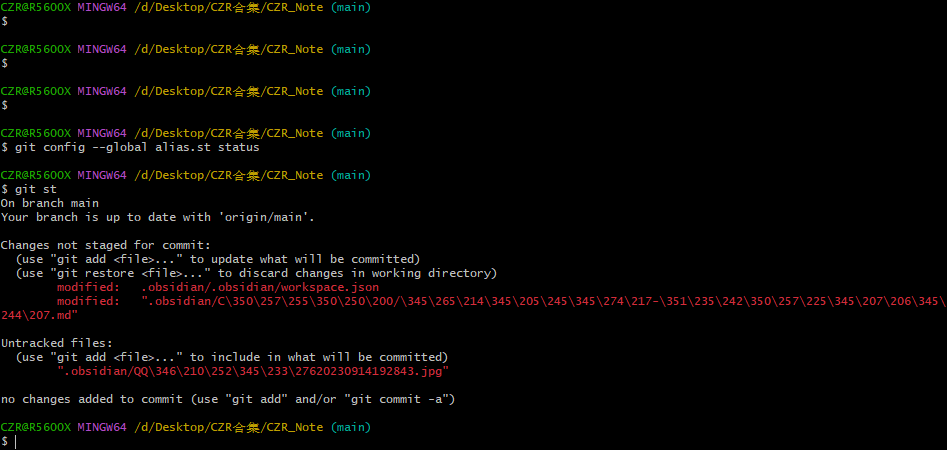 CZR@R5600X MINGW64 /d/Desktop/CZR合集/CZR_Note (main)
$
CZR@R5600X MINGW64 /d/Desktop/CZR合集/CZR_Note (main)
$
CZR@R5600X MINGW64 /d/Desktop/CZR合集/CZR_Note (main)
$
CZR@R5600X MINGW64 /d/Desktop/CZR合集/CZR_Note (main)
$ git config --global alias.st status
CZR@R5600X MINGW64 /d/Desktop/CZR合集/CZR_Note (main)
$ git st
On branch main
Your branch is up to date with 'origin/main'.
Changes not staged for commit:
(use "git add <file>..." to update what will be committed)
(use "git restore <file>..." to discard changes in working directory)
modified: .obsidian/.obsidian/workspace.json
modified: ".obsidian/C\350\257\255\350\250\200/\345\265\214\345\205\245\345\274\217-\351\235\242\350\257\225\345\207\206\345\
244\207.md"
Untracked files:
(use "git add <file>..." to include in what will be committed)
".obsidian/QQ\346\210\252\345\233\27620230914192843.jpg"
no changes added to commit (use "git add" and/or "git commit -a")
CZR@R5600X MINGW64 /d/Desktop/CZR合集/CZR_Note (main)
$